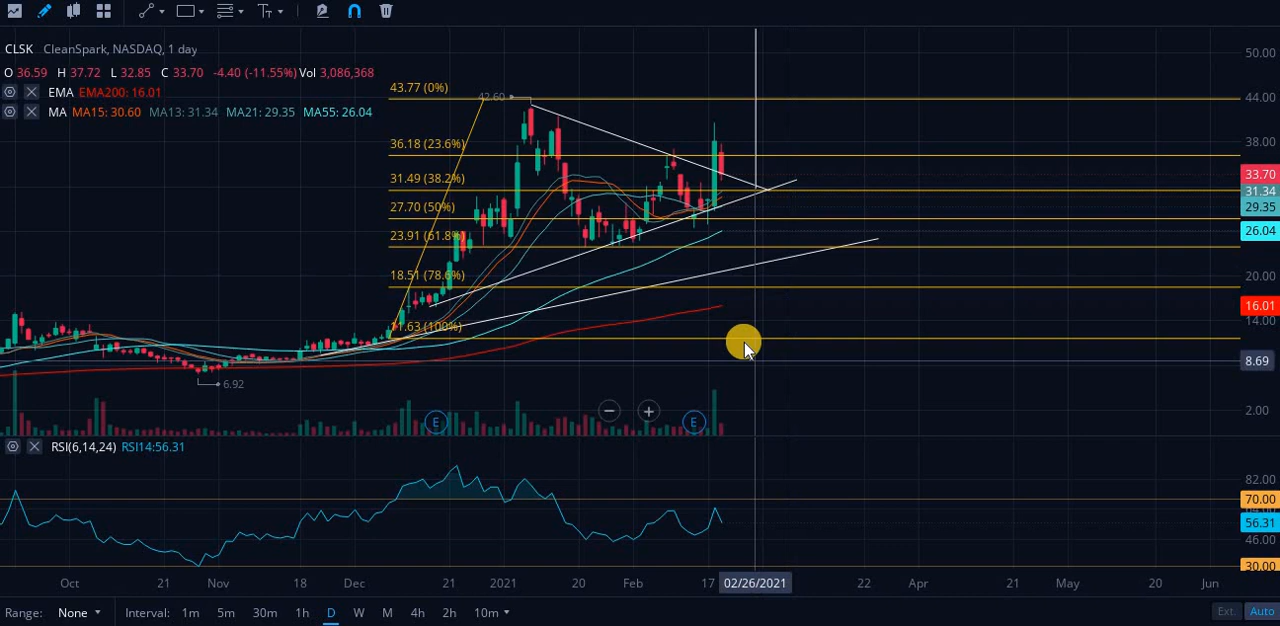 CLSK CleanSpark, NASDAQ, 1 day
O 36.59 H 37.72 L 32.85 C 33.70 -4.40 (-11.55%) Vol 3,086,368
EMA EMA200: 16.01
MA MA15: 30.60 MA13: 31.34 MA21: 29.35 MA55: 26.04
43.77 (0%)
42.60
36.18 (23.6%)
31.49 (38.2%)
27.70 (50%)
23.91 (61.8%)
18.51 (78.6%)
11.63 (100%)
6.92
E
E
50.00
44.00
38.00
33.70
31.34
29.35
26.04
20.00
16.01
14.00
8.69
2.00
RSI(6,14,24) RSI14:56.31
82.00
70.00
56.31
46.00
30.00
Oct 21 Nov 18 Dec 21 2021 20 Feb 17 02/26/2021 22 Apr 21 May 20 Jun
Range: None Interval: 1m 5m 30m 1h D W M 4h 2h 10m Ext. Auto